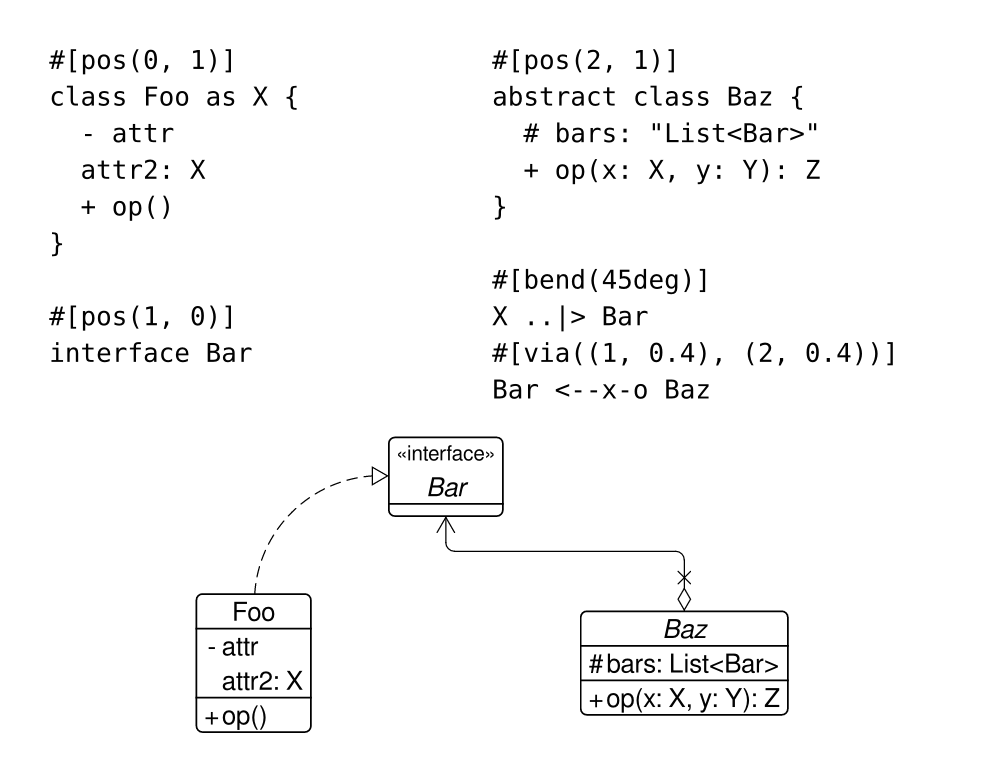 #[pos(0, 1)]
class Foo as X {
  - attr
  attr2: X
  + op()
}

#[pos(1, 0)]
interface Bar

#[pos(2, 1)]
abstract class Baz {
  # bars: "List<Bar>"
  + op(x: X, y: Y): Z
}

#[bend(45deg)]
X ..|> Bar
#[via((1, 0.4), (2, 0.4))]
Bar <--x-o Baz

«interface»
Bar
Foo
- attr
attr2: X
+ op()
Baz
# bars: List<Bar>
+ op(x: X, y: Y): Z